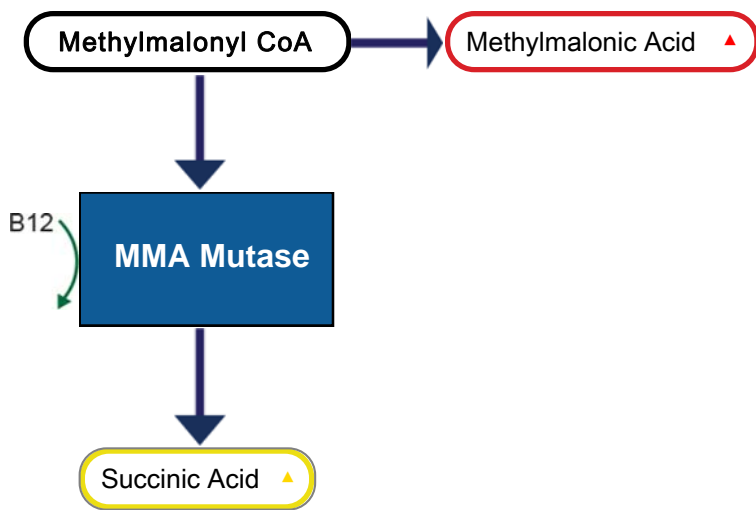 Methylmalonyl CoA
Methylmalonic Acid ▲
B12
MMA Mutase
Succinic Acid ▲